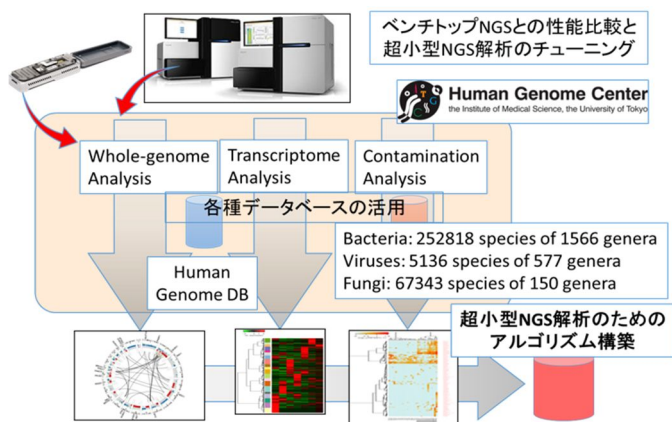 ベンチトップNGSとの性能比較と
超小型NGS解析のチューニング
Human Genome Center
the Institute of Medical Science, the University of Tokyo
Whole-genome
Analysis
Transcriptome
Analysis
Contamination
Analysis
各種データベースの活用
Human
Genome DB
Bacteria: 252818 species of 1566 genera
Viruses: 5136 species of 577 genera
Fungi: 67343 species of 150 genera
超小型NGS解析のための
アルゴリズム構築